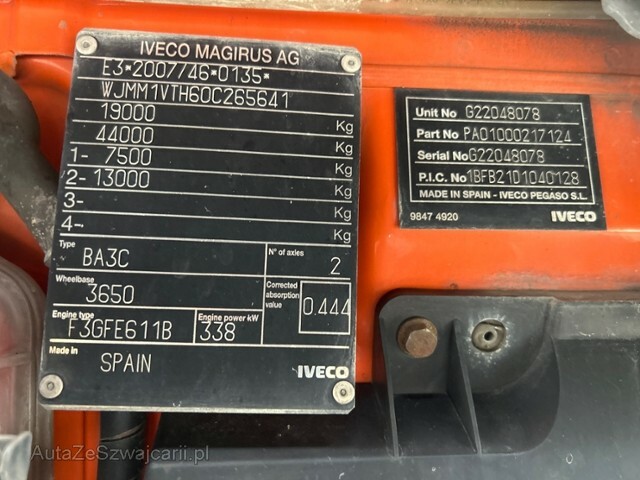 IVECO MAGIRUS AG
E3*2007/46*0135*
WJMM1VTH60C265641
19000 Kg
44000 Kg
1- 7500 Kg
2- 13000 Kg
3- Kg
4- Kg
Type BA3C N° of axles 2
Wheelbase 3650 Corrected absorption value 0.444
Engine type F3GFE611B Engine power kW 338
Made in SPAIN IVECO
Unit No G22048078
Part No PA01000217124
Serial No G22048078
P.I.C. No 1BFB21D1040128
MADE IN SPAIN - IVECO PEGASO S.L.
9847 4920 IVECO
AutaZeSzwajcarii.pl